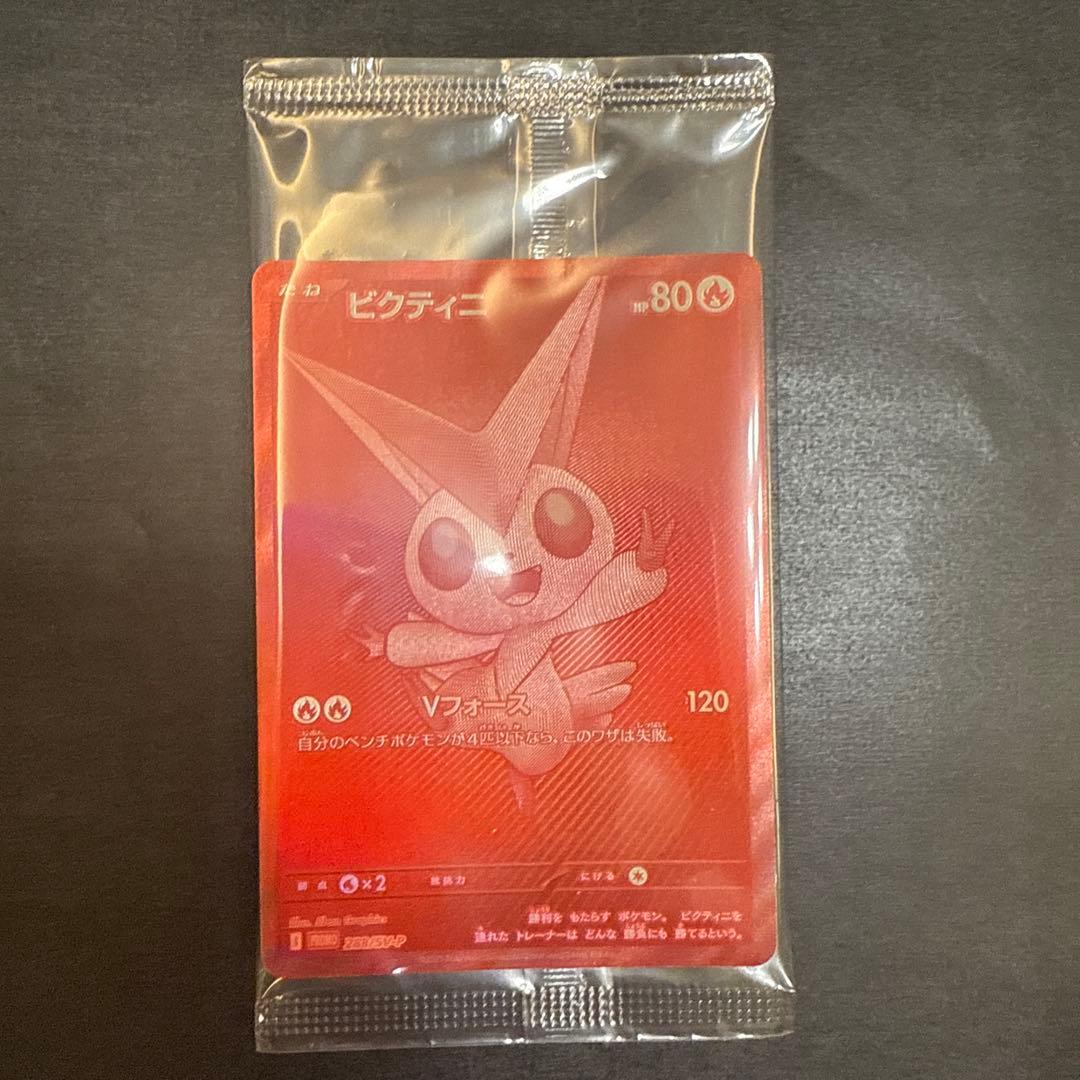 たね ビクティニ HP80
Vフォース 120
自分のベンチポケモンが4匹以下なら、このワザは失敗。
弱点 ×2 抵抗力 にげる
勝利を もたらす ポケモン。 ビクティニを
連れた トレーナーは どんな 勝負にも 勝てるという。
PROMO 288/SV-P